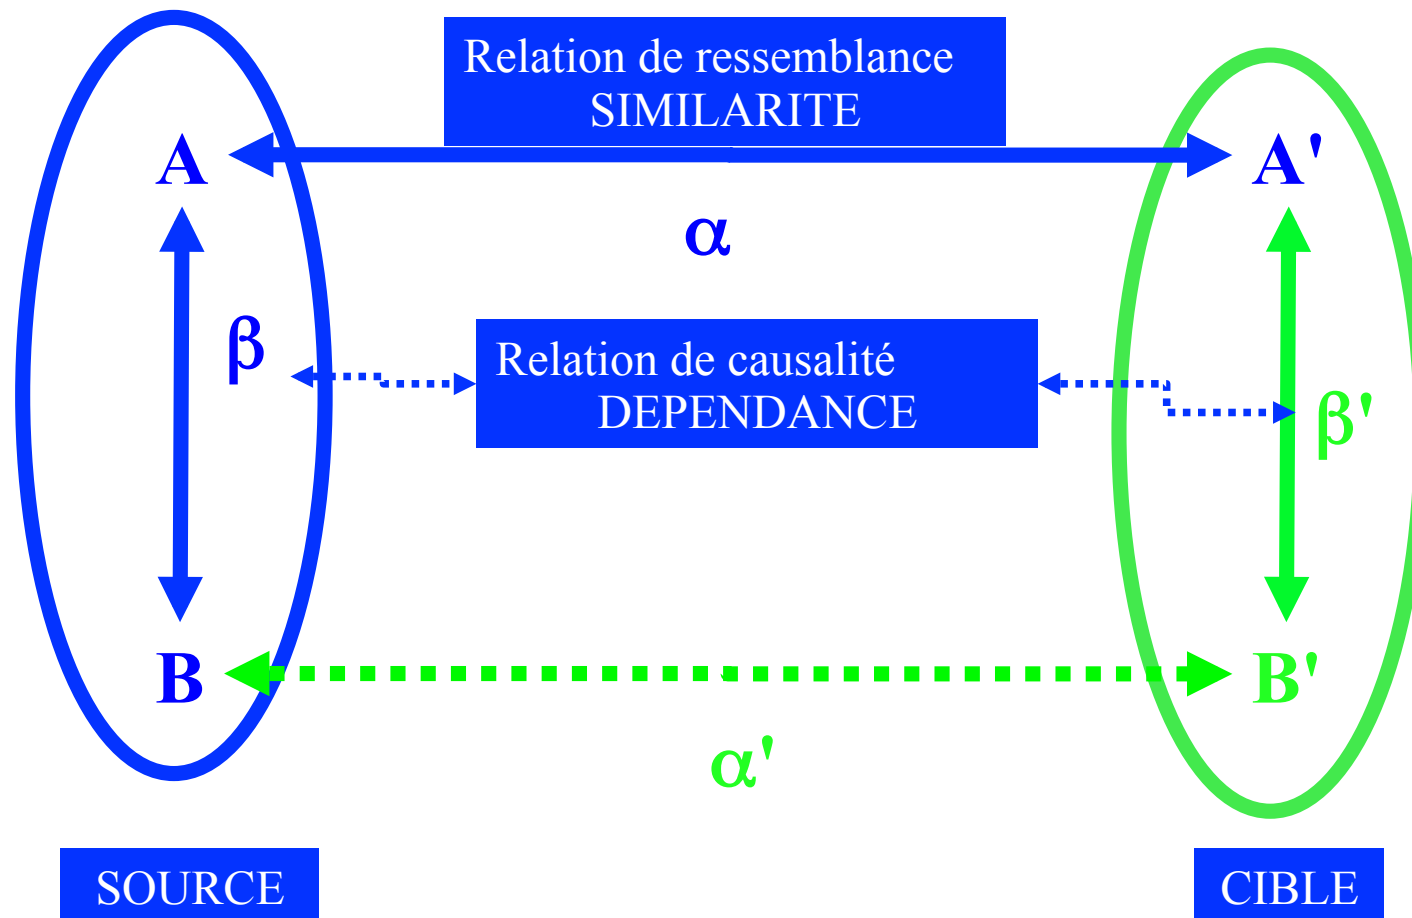 Relation de ressemblance
SIMILARITE
A
A'
α
β
Relation de causalité
DEPENDANCE
β'
B
B'
α'
SOURCE
CIBLE